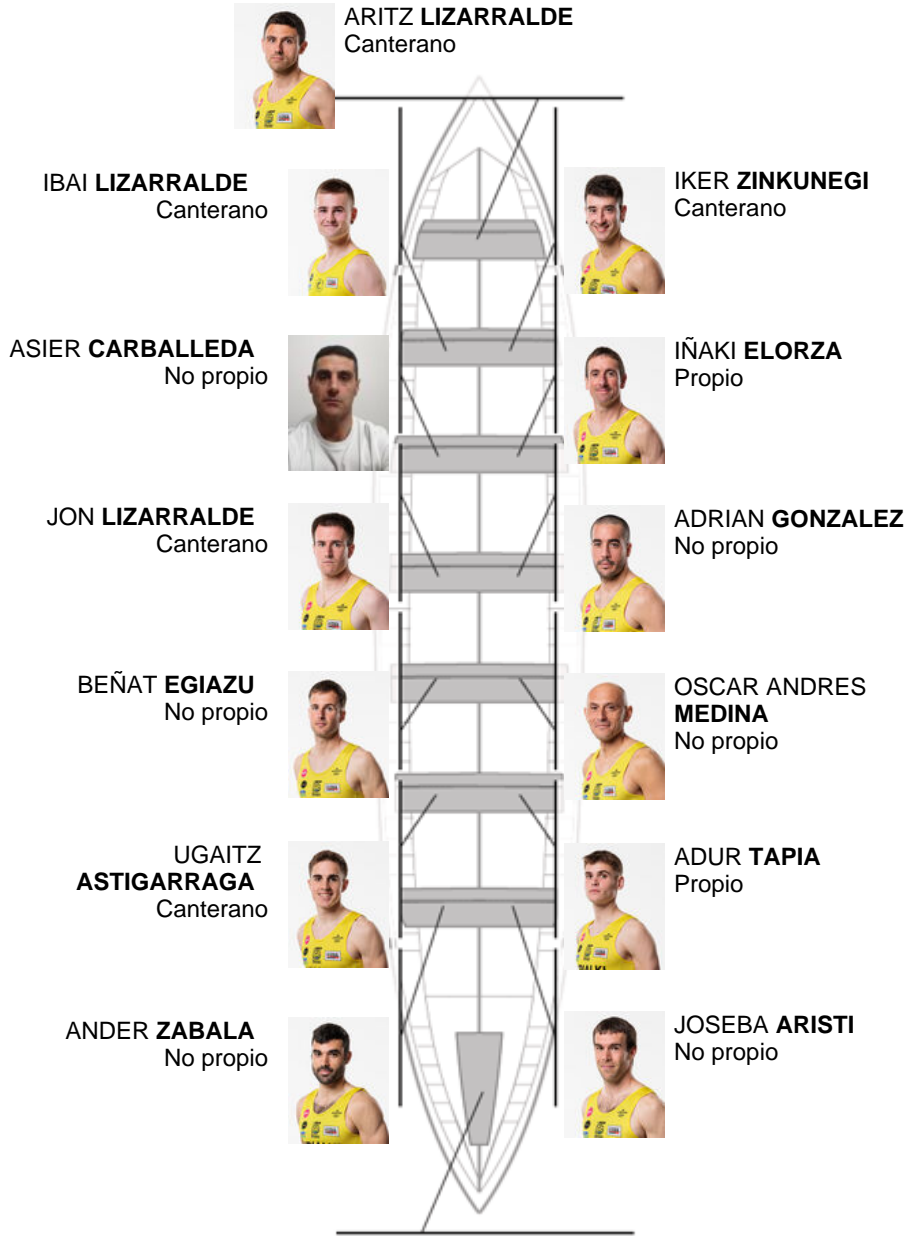 ARITZ LIZARRALDE
Canterano
IBAI LIZARRALDE
Canterano
IKER ZINKUNEGI
Canterano
ASIER CARBALLEDA
No propio
IÑAKI ELORZA
Propio
JON LIZARRALDE
Canterano
ADRIAN GONZALEZ
No propio
BEÑAT EGIAZU
No propio
OSCAR ANDRES
MEDINA
No propio
UGAITZ
ASTIGARRAGA
Canterano
ADUR TAPIA
Propio
ANDER ZABALA
No propio
JOSEBA ARISTI
No propio